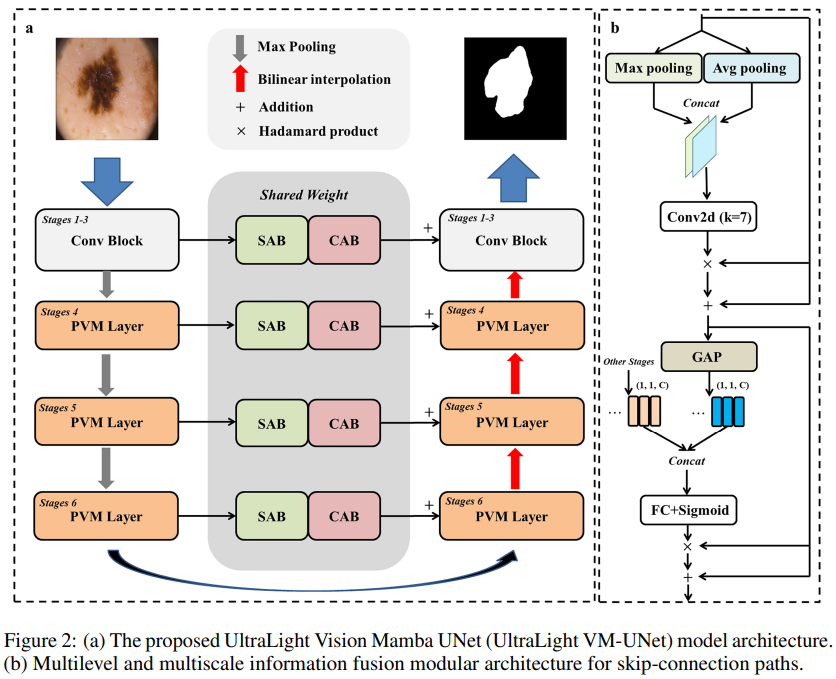 a
Max Pooling
Bilinear interpolation
+ Addition
× Hadamard product
Shared Weight
Stages 1-3
Conv Block
SAB
CAB
+
Stages 1-3
Conv Block
Stages 4
PVM Layer
SAB
CAB
+
Stages 4
PVM Layer
Stages 5
PVM Layer
SAB
CAB
+
Stages 5
PVM Layer
Stages 6
PVM Layer
SAB
CAB
+
Stages 6
PVM Layer
b
Max pooling
Avg pooling
Concat
Conv2d (k=7)
×
+
GAP
Other Stages
(1, 1, C)
(1, 1, C)
...
...
Concat
FC+Sigmoid
×
+
Figure 2: (a) The proposed UltraLight Vision Mamba UNet (UltraLight VM-UNet) model architecture.
(b) Multilevel and multiscale information fusion modular architecture for skip-connection paths.